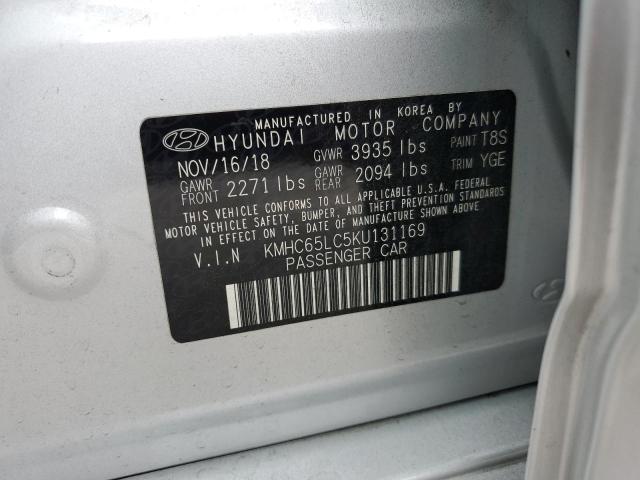 MANUFACTURED IN KOREA BY
HYUNDAI MOTOR COMPANY
NOV/16/18 GVWR 3935 lbs PAINT T8S
GAWR FRONT 2271 lbs GAWR REAR 2094 lbs TRIM YGE
THIS VEHICLE CONFORMS TO ALL APPLICABLE U.S.A. FEDERAL
MOTOR VEHICLE SAFETY, BUMPER, AND THEFT PREVENTION STANDARDS
IN EFFECT ON THE DATE OF MANUFACTURE SHOWN ABOVE.
V.I.N KMHC65LC5KU131169
PASSENGER CAR